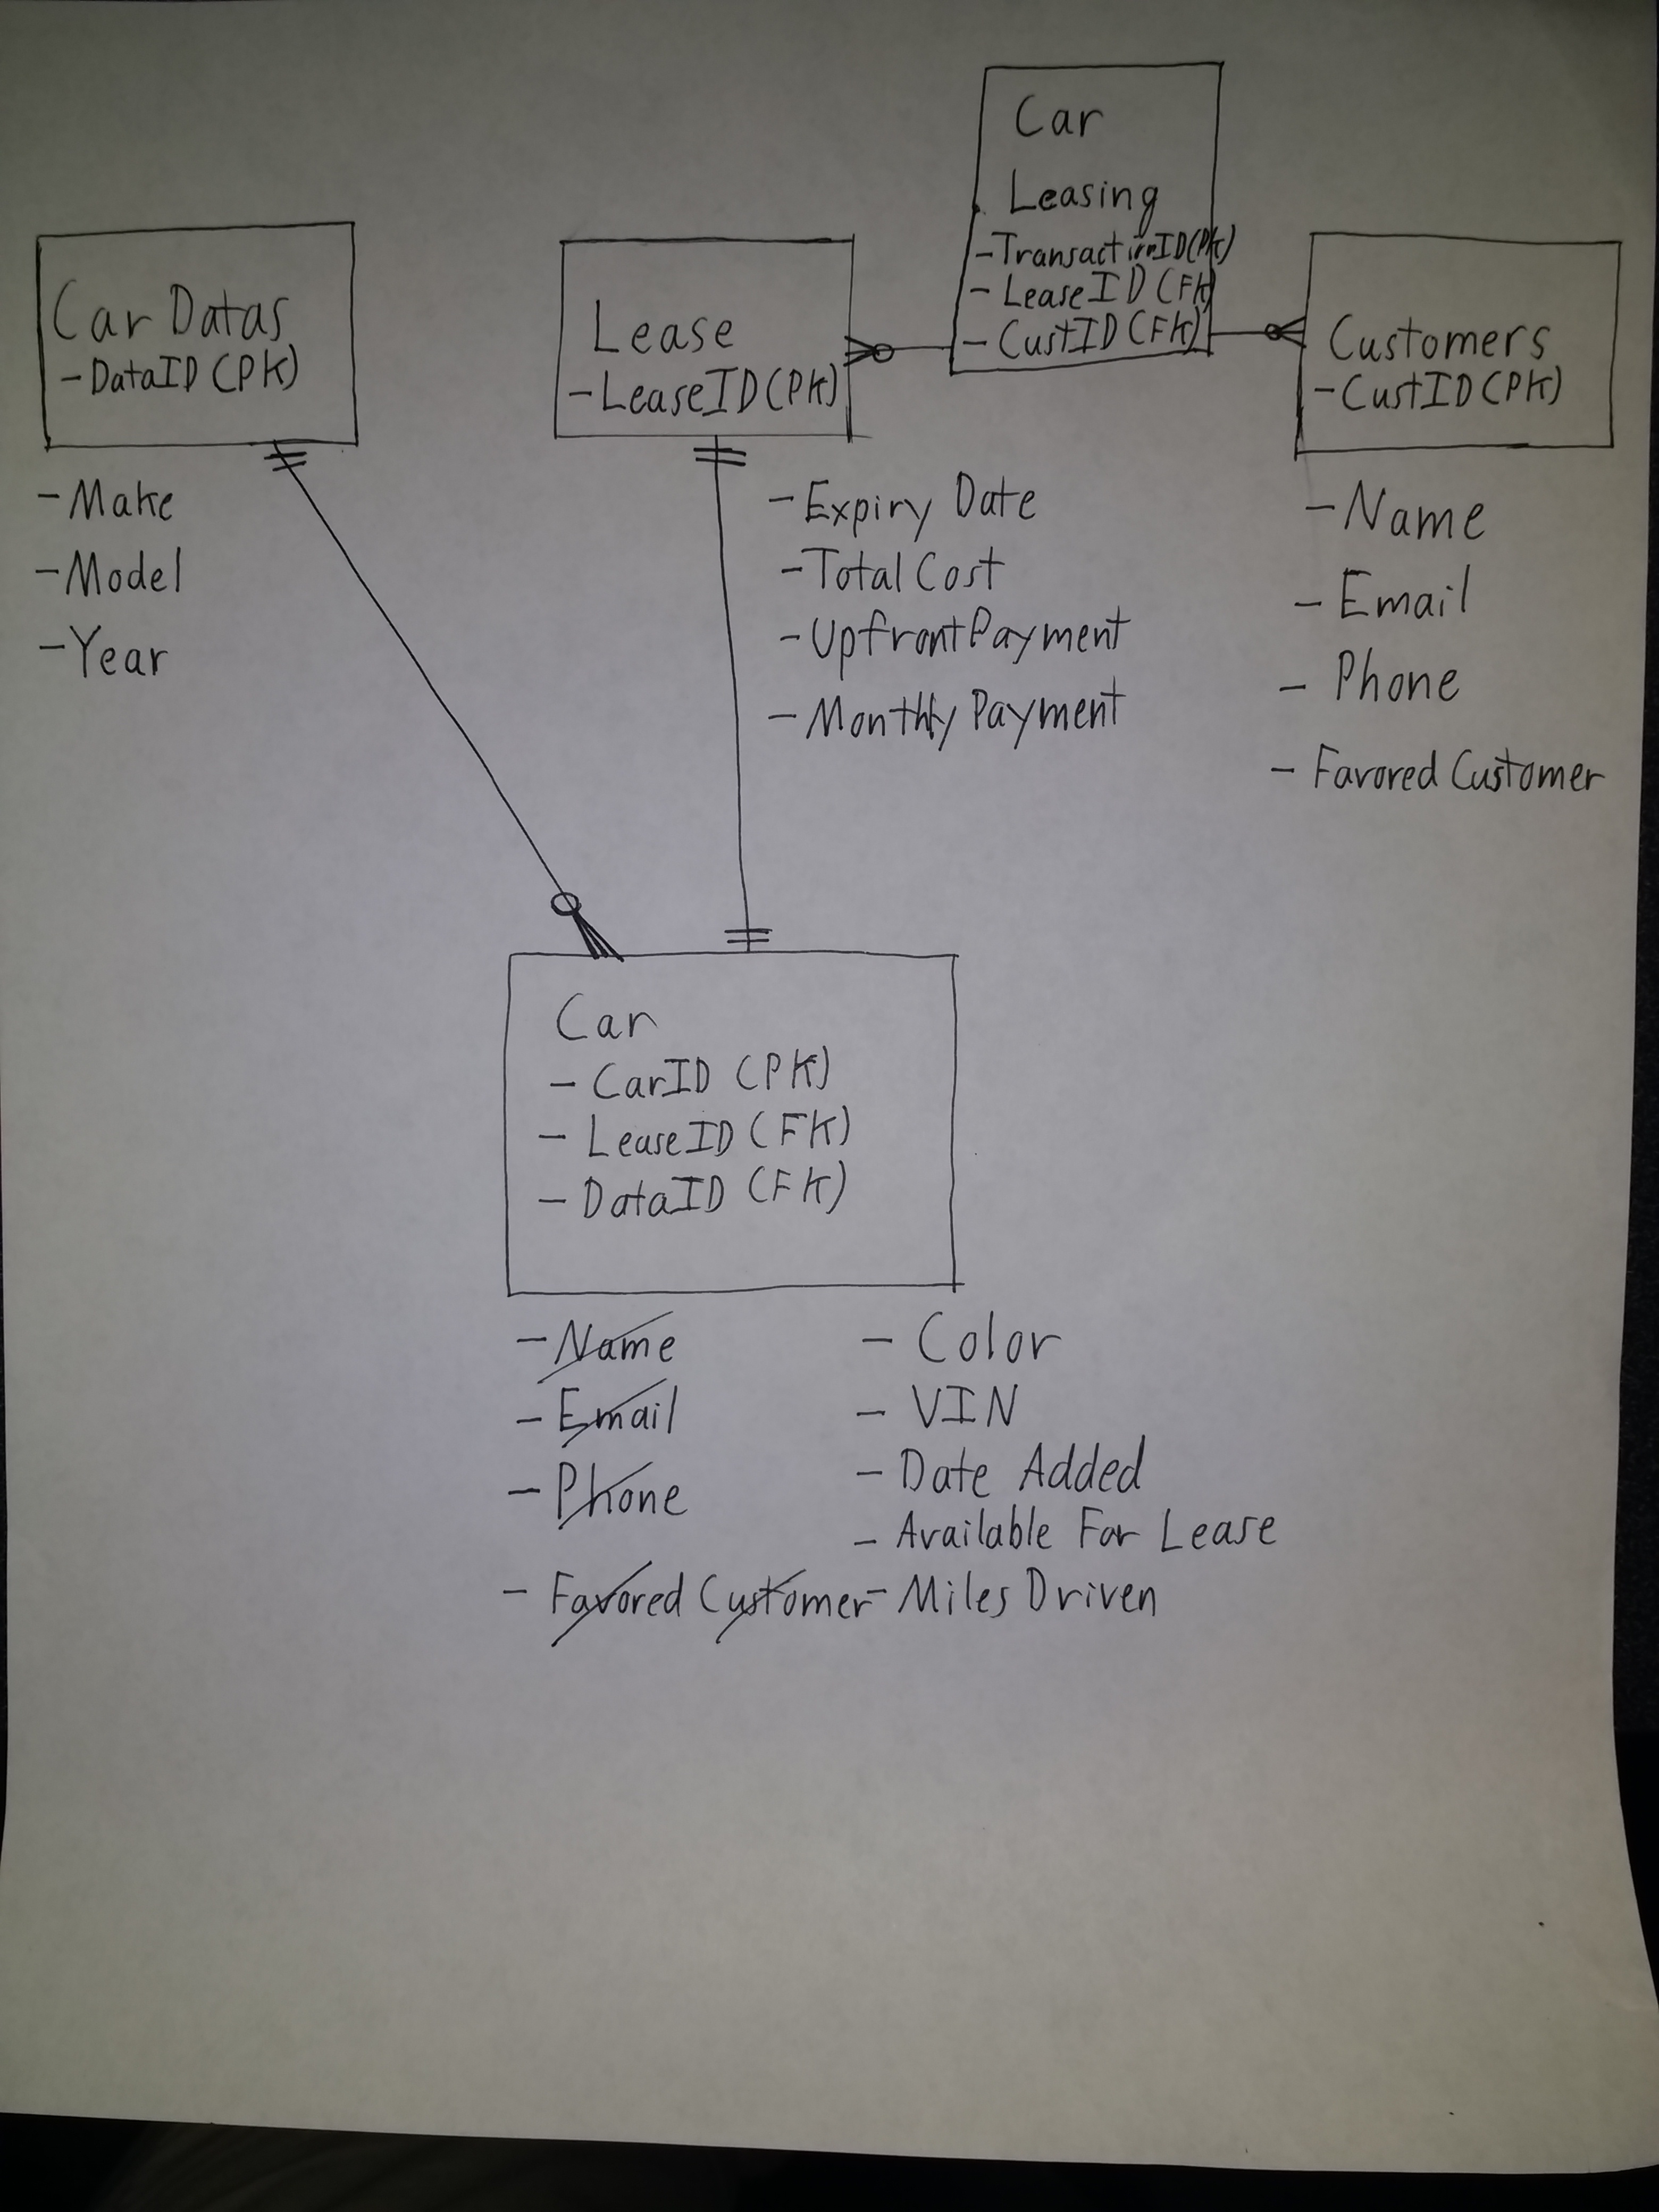 Car
Leasing
-TransactionID(PK)
- LeaseID (FK)
- CustID (FK)
Car Datas
- DataID (PK)
- Make
- Model
- Year
Lease
- LeaseID (PK)
- Expiry Date
- Total Cost
- Upfront Payment
- Monthly Payment
Customers
- CustID (PK)
- Name
- Email
- Phone
- Favored Customer
Car
- CarID (PK)
- LeaseID (FK)
- DataID (FK)
- Name
- Email
- Phone
- Favored Customer
- Color
- VIN
- Date Added
- Available For Lease
- Miles Driven